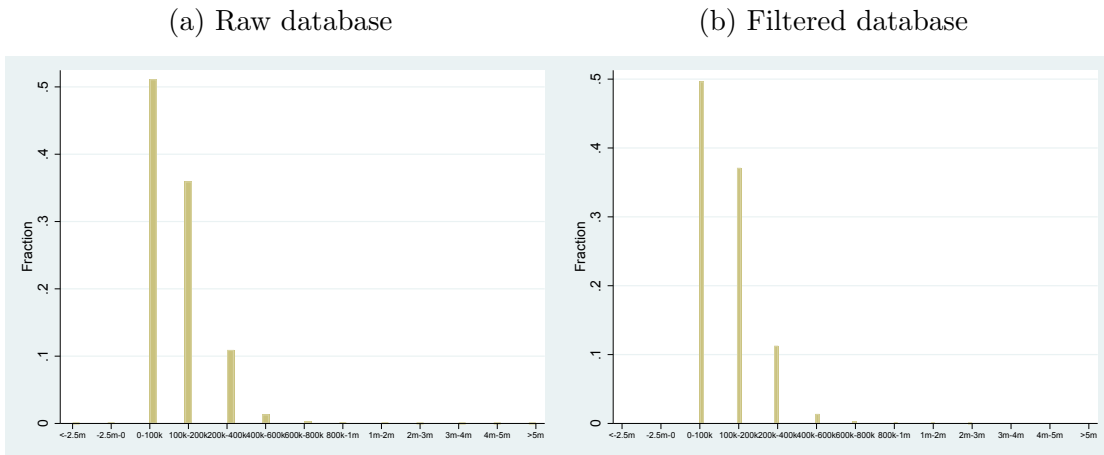 (a) Raw database
(b) Filtered database
Fraction
.5
.4
.3
.2
.1
0
<-2.5m -2.5m-0 0-100k 100k-200k 200k-400k 400k-600k 600k-800k 800k-1m 1m-2m 2m-3m 3m-4m 4m-5m >5m
Fraction
.5
.4
.3
.2
.1
0
<-2.5m -2.5m-0 0-100k 100k-200k 200k-400k 400k-600k 600k-800k 800k-1m 1m-2m 2m-3m 3m-4m 4m-5m >5m